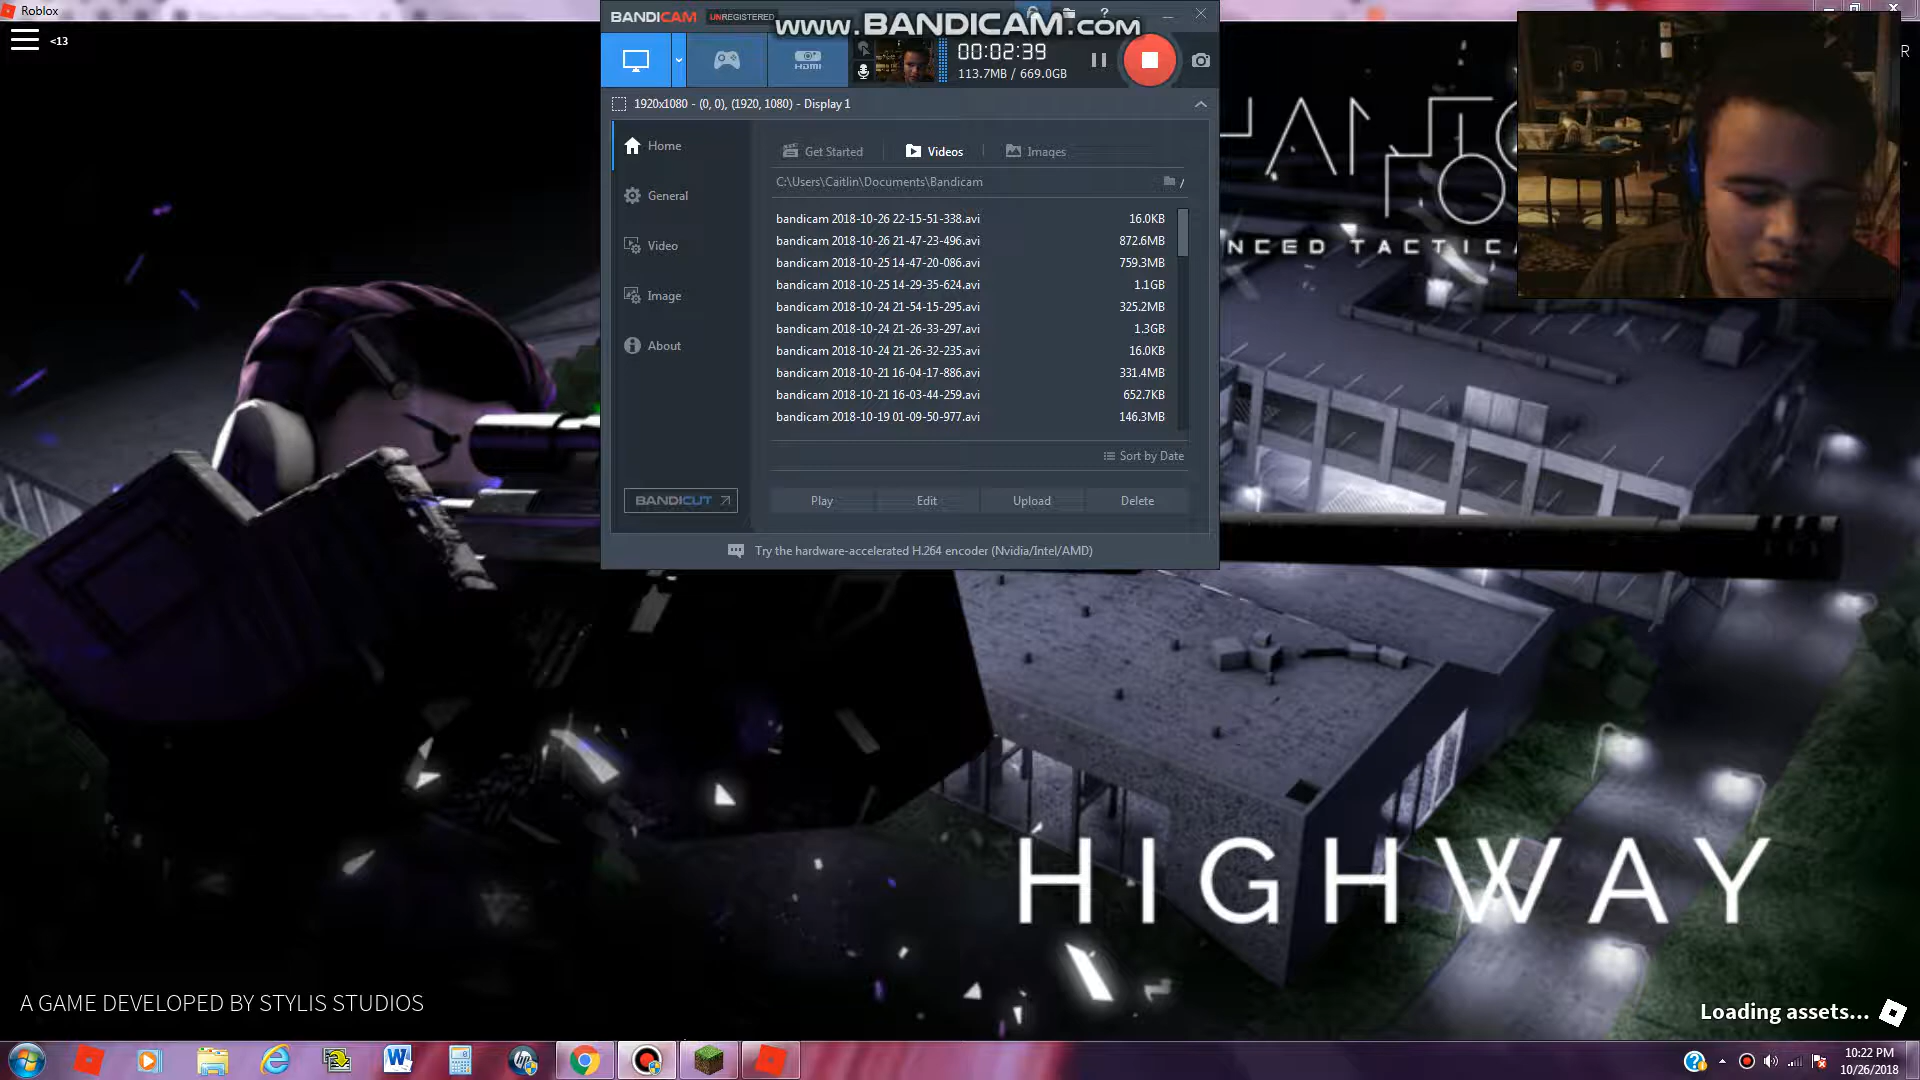 Roblox
<13
BANDICAM UNREGISTERED
www.BANDICAM.com
HDMI
00:02:39
113.7MB / 669.0GB
1920x1080 - (0, 0), (1920, 1080) - Display 1
Home
General
Video
Image
About
BANDICUT
Get Started
Videos
Images
C:\Users\Caitlin\Documents\Bandicam
/
bandicam 2018-10-26 22-15-51-338.avi 16.0KB
bandicam 2018-10-26 21-47-23-496.avi 872.6MB
bandicam 2018-10-25 14-47-20-086.avi 759.3MB
bandicam 2018-10-25 14-29-35-624.avi 1.1GB
bandicam 2018-10-24 21-54-15-295.avi 325.2MB
bandicam 2018-10-24 21-26-33-297.avi 1.3GB
bandicam 2018-10-24 21-26-32-235.avi 16.0KB
bandicam 2018-10-21 16-04-17-886.avi 331.4MB
bandicam 2018-10-21 16-03-44-259.avi 652.7KB
bandicam 2018-10-19 01-09-50-977.avi 146.3MB
Sort by Date
Play Edit Upload Delete
Try the hardware-accelerated H.264 encoder (Nvidia/Intel/AMD)
NCED TACTICA
R
HIGHWAY
A GAME DEVELOPED BY STYLIS STUDIOS
Loading assets...
10:22 PM
10/26/2018